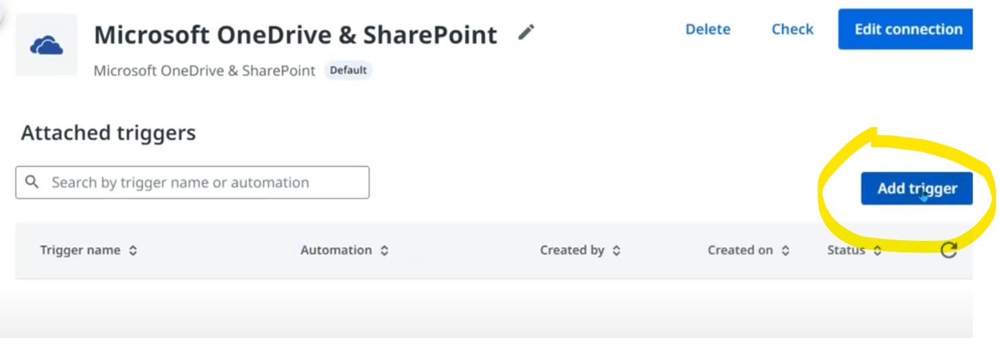 Microsoft OneDrive & SharePoint
Delete Check Edit connection
Microsoft OneDrive & SharePoint Default
Attached triggers
Search by trigger name or automation
Add trigger
Trigger name Automation Created by Created on Status